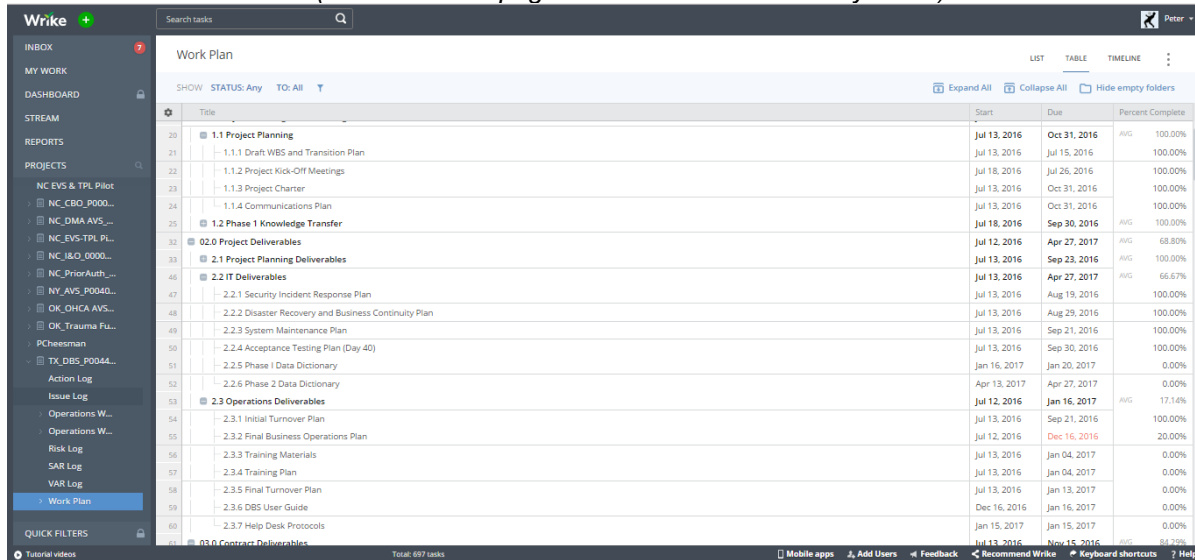 Wrike
Search tasks
Peter
INBOX 7
MY WORK
DASHBOARD
STREAM
REPORTS
PROJECTS
NC EVS & TPL Pilot
NC_CBO_P000...
NC_DMA AVS_...
NC_EVS-TPL Pi...
NC_I&O_0000...
NC_PriorAuth_...
NY_AVS_P0040...
OK_OHCA AVS...
OK_Trauma Fu...
PCheesman
TX_DBS_P0044...
Action Log
Issue Log
Operations W...
Operations W...
Risk Log
SAR Log
VAR Log
Work Plan
QUICK FILTERS
Work Plan
LIST TABLE TIMELINE
SHOW STATUS: Any TO: All
Expand All Collapse All Hide empty folders
Title Start Due Percent Complete
20 1.1 Project Planning Jul 13, 2016 Oct 31, 2016 AVG 100.00%
21 1.1.1 Draft WBS and Transition Plan Jul 13, 2016 Jul 15, 2016 100.00%
22 1.1.2 Project Kick-Off Meetings Jul 18, 2016 Jul 26, 2016 100.00%
23 1.1.3 Project Charter Jul 13, 2016 Oct 31, 2016 100.00%
24 1.1.4 Communications Plan Jul 13, 2016 Oct 31, 2016 100.00%
25 1.2 Phase 1 Knowledge Transfer Jul 18, 2016 Sep 30, 2016 AVG 100.00%
32 02.0 Project Deliverables Jul 12, 2016 Apr 27, 2017 AVG 68.80%
33 2.1 Project Planning Deliverables Jul 13, 2016 Sep 23, 2016 AVG 100.00%
46 2.2 IT Deliverables Jul 13, 2016 Apr 27, 2017 AVG 66.67%
47 2.2.1 Security Incident Response Plan Jul 13, 2016 Aug 19, 2016 100.00%
48 2.2.2 Disaster Recovery and Business Continuity Plan Jul 13, 2016 Aug 29, 2016 100.00%
49 2.2.3 System Maintenance Plan Jul 13, 2016 Sep 21, 2016 100.00%
50 2.2.4 Acceptance Testing Plan (Day 40) Jul 13, 2016 Sep 30, 2016 100.00%
51 2.2.5 Phase I Data Dictionary Jan 16, 2017 Jan 20, 2017 0.00%
52 2.2.6 Phase 2 Data Dictionary Apr 13, 2017 Apr 27, 2017 0.00%
53 2.3 Operations Deliverables Jul 12, 2016 Jan 16, 2017 AVG 17.14%
54 2.3.1 Initial Turnover Plan Jul 13, 2016 Sep 21, 2016 100.00%
55 2.3.2 Final Business Operations Plan Jul 12, 2016 Dec 16, 2016 20.00%
56 2.3.3 Training Materials Jul 13, 2016 Jan 04, 2017 0.00%
57 2.3.4 Training Plan Jul 13, 2016 Jan 04, 2017 0.00%
58 2.3.5 Final Turnover Plan Jul 13, 2016 Jan 13, 2017 0.00%
59 2.3.6 DBS User Guide Dec 16, 2016 Jan 16, 2017 0.00%
60 2.3.7 Help Desk Protocols Jan 15, 2017 Jan 15, 2017 0.00%
61 03.0 Contract Deliverables Jul 13, 2016 Nov 15, 2016 AVG 84.29%
Tutorial videos Total: 697 tasks Mobile apps Add Users Feedback Recommend Wrike Keyboard shortcuts ? Help